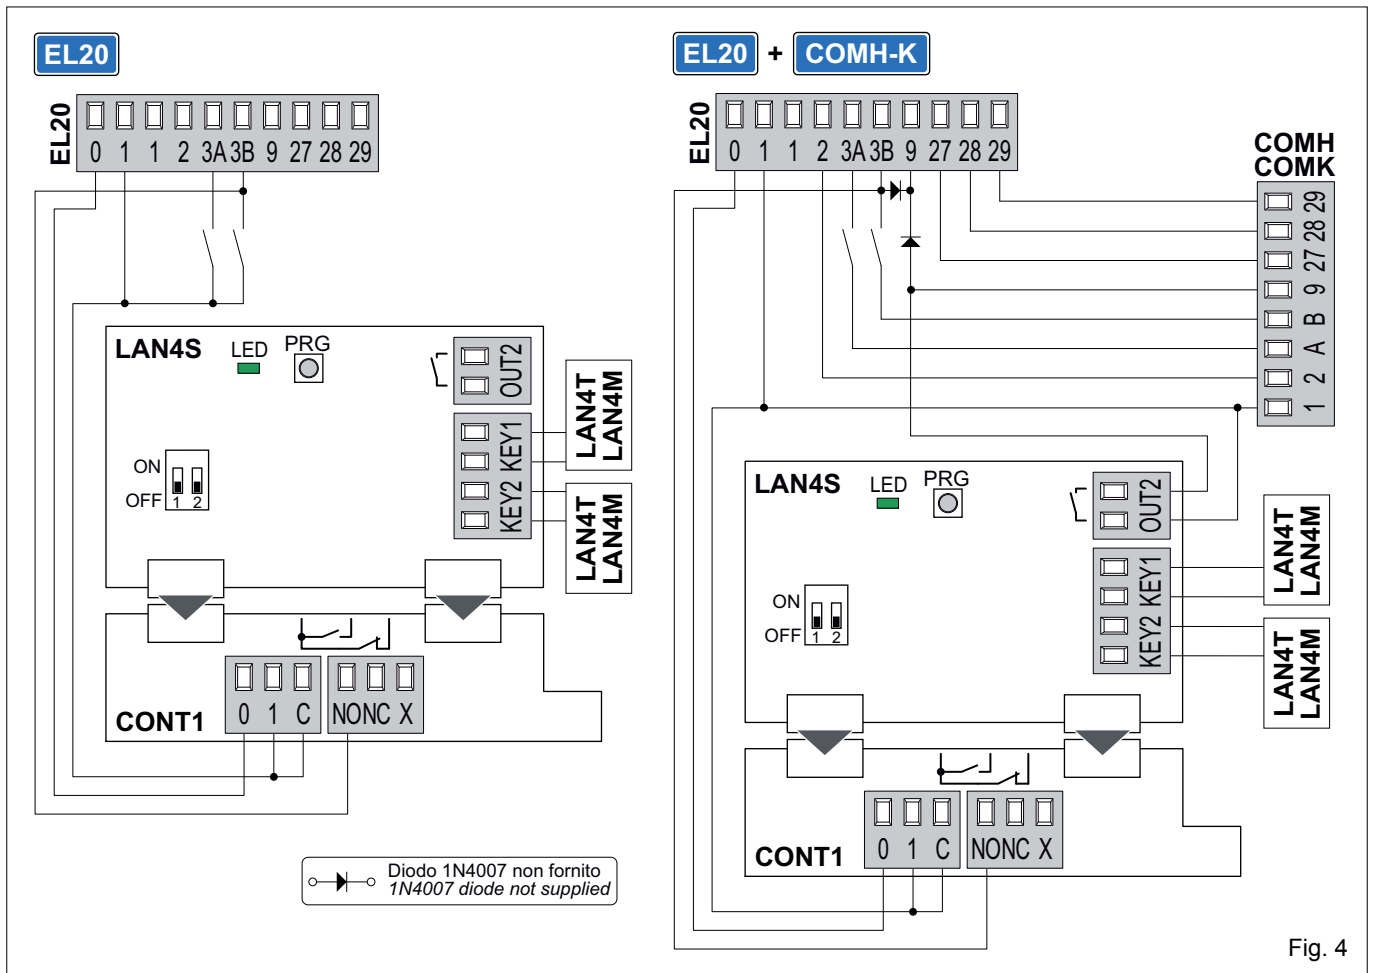 EL20
EL20
0 1 1 2 3A 3B 9 27 28 29
LAN4S
LED
PRG
OUT2
KEY1
KEY2
ON
OFF
1 2
LAN4T
LAN4M
LAN4T
LAN4M
CONT1
0 1 C
NO NC X
Diodo 1N4007 non fornito
1N4007 diode not supplied
EL20 + COMH-K
EL20
0 1 1 2 3A 3B 9 27 28 29
COMH
COMK
29
28
27
9
B
A
2
1
LAN4S
LED
PRG
OUT2
KEY1
KEY2
ON
OFF
1 2
LAN4T
LAN4M
LAN4T
LAN4M
CONT1
0 1 C
NO NC X
Fig. 4